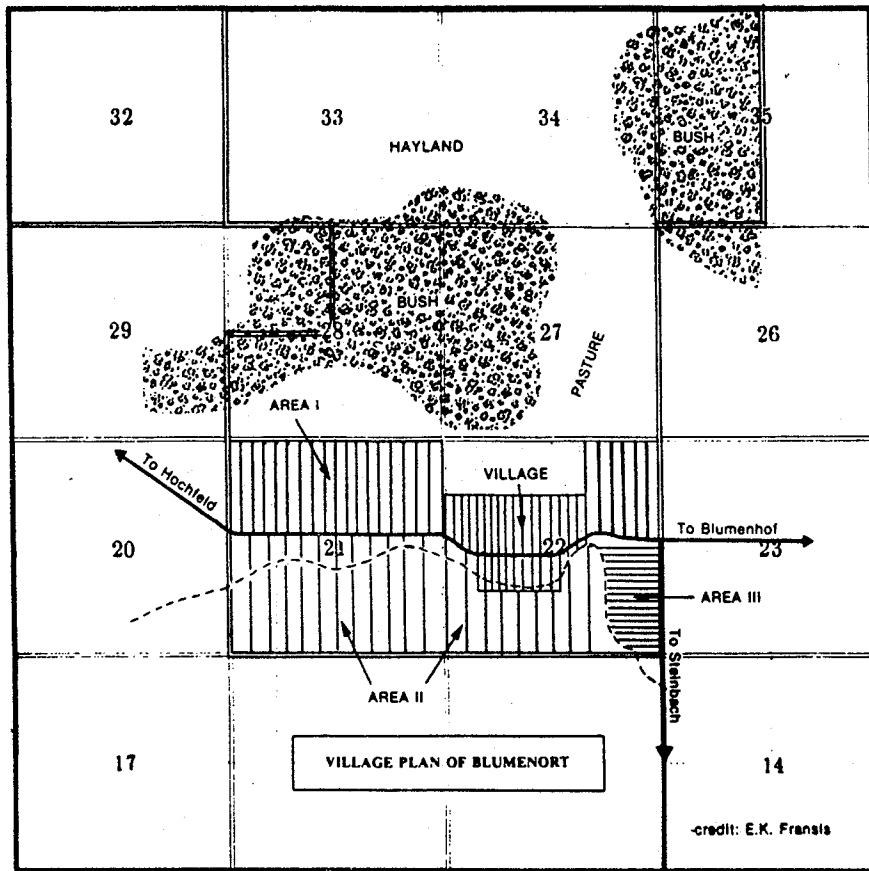 32
33
34
35
HAYLAND
BUSH
29
28
27
26
BUSH
PASTURE
AREA I
VILLAGE
To Hochfeld
To Blumenhof
20
21
22
23
AREA III
To Steinbach
AREA II
17
VILLAGE PLAN OF BLUMENORT
14
-credit: E.K. Fransis